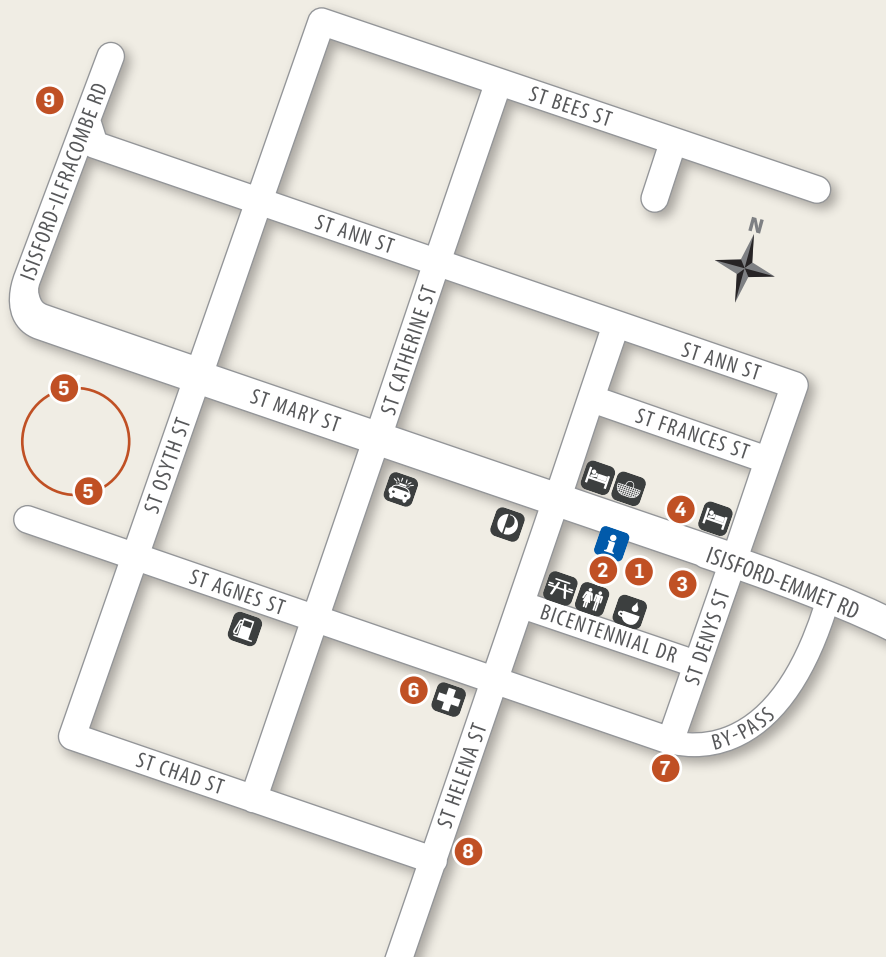 ST BEES ST
9
ISISFORD-ILFRACOMBE RD
ST ANN ST
N
ST CATHERINE ST
ST ANN ST
5
ST MARY ST
ST FRANCES ST
ST OSYTH ST
5
4
i
ISISFORD-EMMET RD
2
1
3
ST AGNES ST
BICENTENNIAL DR
ST DENYS ST
6
BY-PASS
ST HELENA ST
7
ST CHAD ST
8